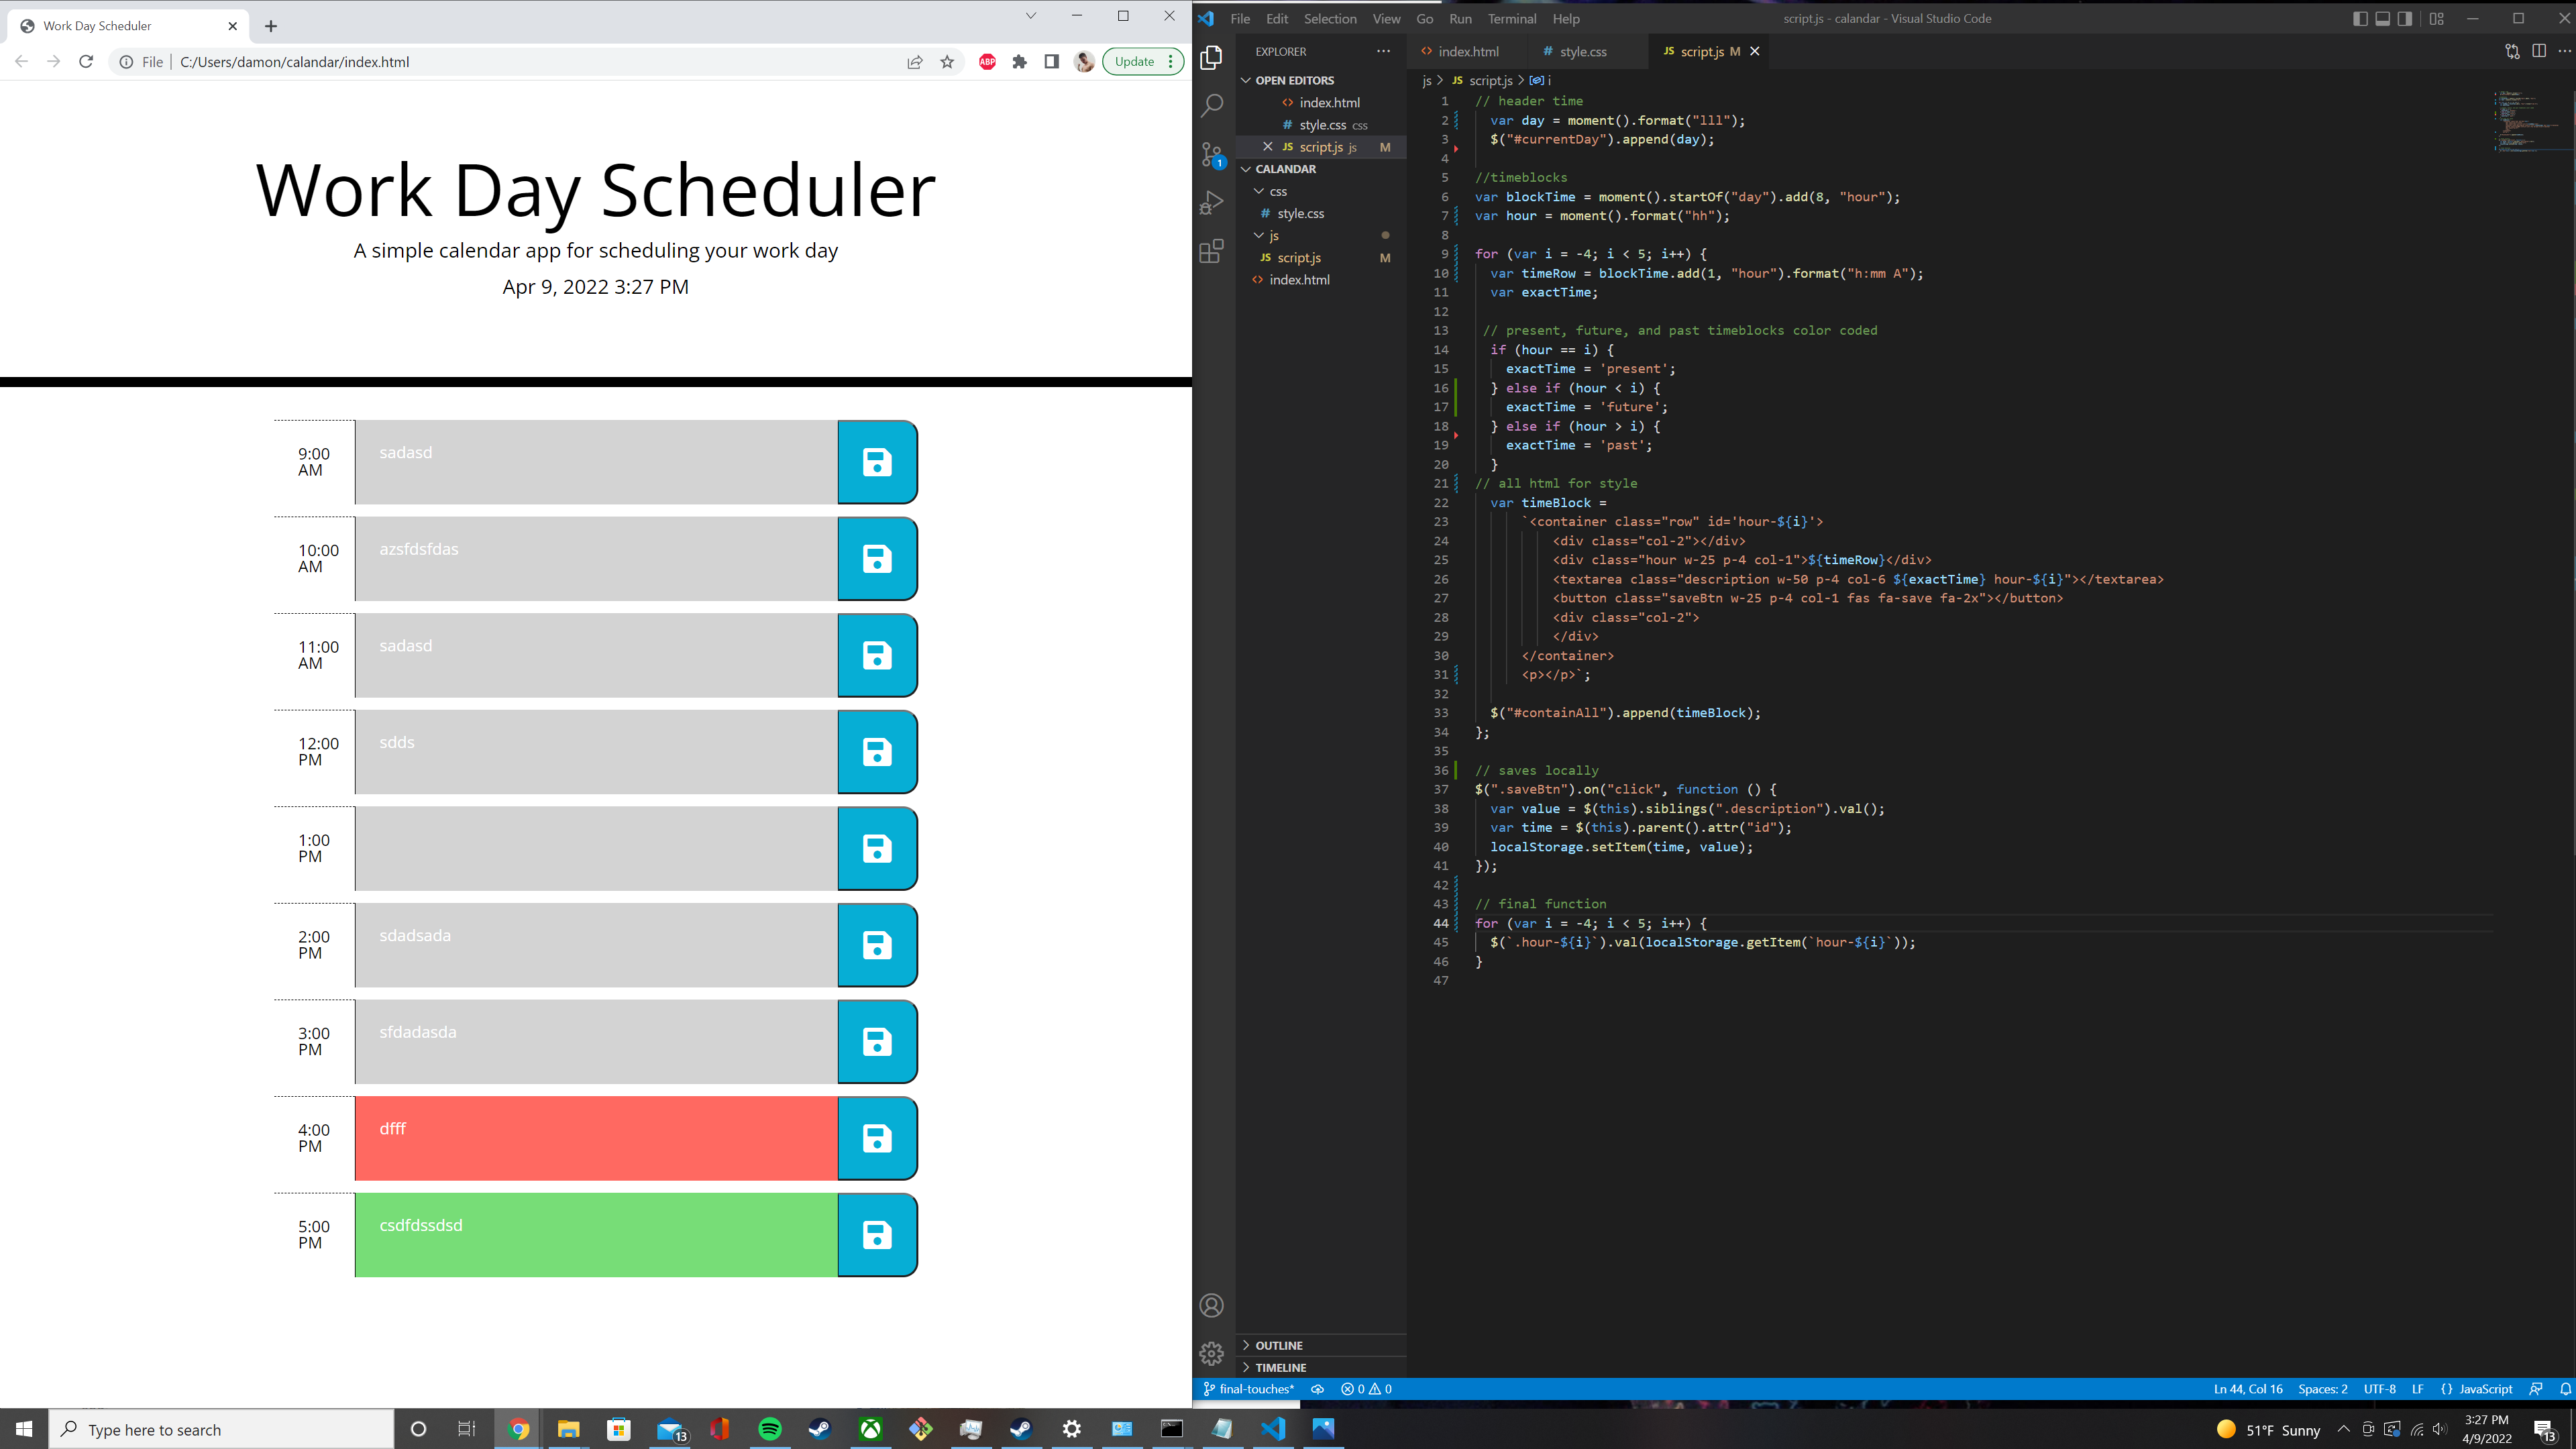 Work Day Scheduler
File | C:/Users/damon/calandar/index.html
ABP
Update
Work Day Scheduler
A simple calendar app for scheduling your work day
Apr 9, 2022 3:27 PM
9:00 AM
sadasd
10:00 AM
azsfdsfdas
11:00 AM
sadasd
12:00 PM
sdds
1:00 PM
2:00 PM
sdadsada
3:00 PM
sfdadasda
4:00 PM
dfff
5:00 PM
csdfdssdsd
File Edit Selection View Go Run Terminal Help
script.js - calandar - Visual Studio Code
EXPLORER
OPEN EDITORS
index.html
style.css css
script.js js M
CALANDAR
css
style.css
js
script.js M
index.html
OUTLINE
TIMELINE
1
index.html
style.css
JS script.js M
js > JS script.js > i
1 // header time
2 var day = moment().format("lll");
3 $("#currentDay").append(day);
4
5 //timeblocks
6 var blockTime = moment().startOf("day").add(8, "hour");
7 var hour = moment().format("hh");
8
9 for (var i = -4; i < 5; i++) {
10 var timeRow = blockTime.add(1, "hour").format("h:mm A");
11 var exactTime;
12
13 // present, future, and past timeblocks color coded
14 if (hour == i) {
15 exactTime = 'present';
16 } else if (hour < i) {
17 exactTime = 'future';
18 } else if (hour > i) {
19 exactTime = 'past';
20 }
21 // all html for style
22 var timeBlock =
23 `<container class="row" id='hour-${i}'>
24 <div class="col-2"></div>
25 <div class="hour w-25 p-4 col-1">${timeRow}</div>
26 <textarea class="description w-50 p-4 col-6 ${exactTime} hour-${i}"></textarea>
27 <button class="saveBtn w-25 p-4 col-1 fas fa-save fa-2x"></button>
28 <div class="col-2">
29 </div>
30 </container>
31 <p></p>`;
32
33 $("#containAll").append(timeBlock);
34 };
35
36 // saves locally
37 $(".saveBtn").on("click", function () {
38 var value = $(this).siblings(".description").val();
39 var time = $(this).parent().attr("id");
40 localStorage.setItem(time, value);
41 });
42
43 // final function
44 for (var i = -4; i < 5; i++) {
45 $(`.hour-${i}`).val(localStorage.getItem(`hour-${i}`));
46 }
47
final-touches* 0 0
Ln 44, Col 16 Spaces: 2 UTF-8 LF {} JavaScript
Type here to search
13
51°F Sunny
3:27 PM
4/9/2022
13